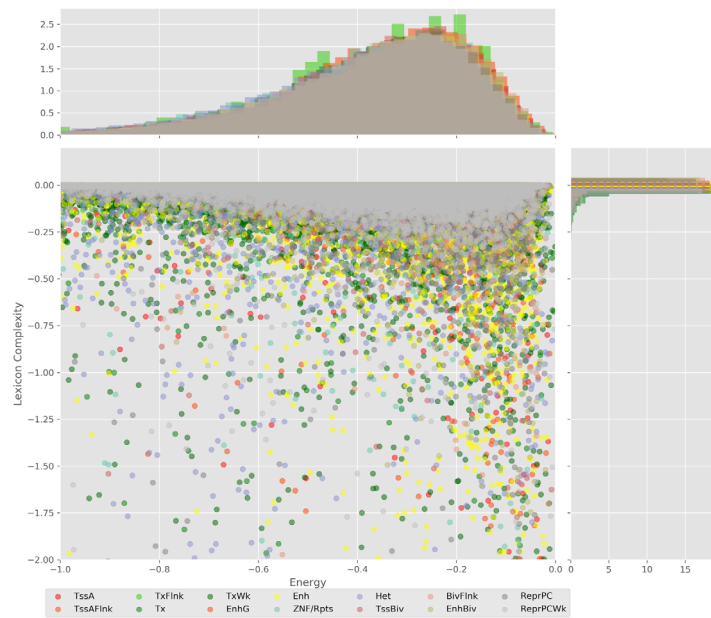 2.5
2.0
1.5
1.0
0.5
0.0
0.00
−0.25
−0.50
−0.75
−1.00
−1.25
−1.50
−1.75
−2.00
Lexicon Complexity
−1.0 −0.8 −0.6 −0.4 −0.2 0.0
Energy
0 5 10 15
TssA TxFlnk TxWk Enh Het BivFlnk ReprPC
TssAFlnk Tx EnhG ZNF/Rpts TssBiv EnhBiv ReprPCWk